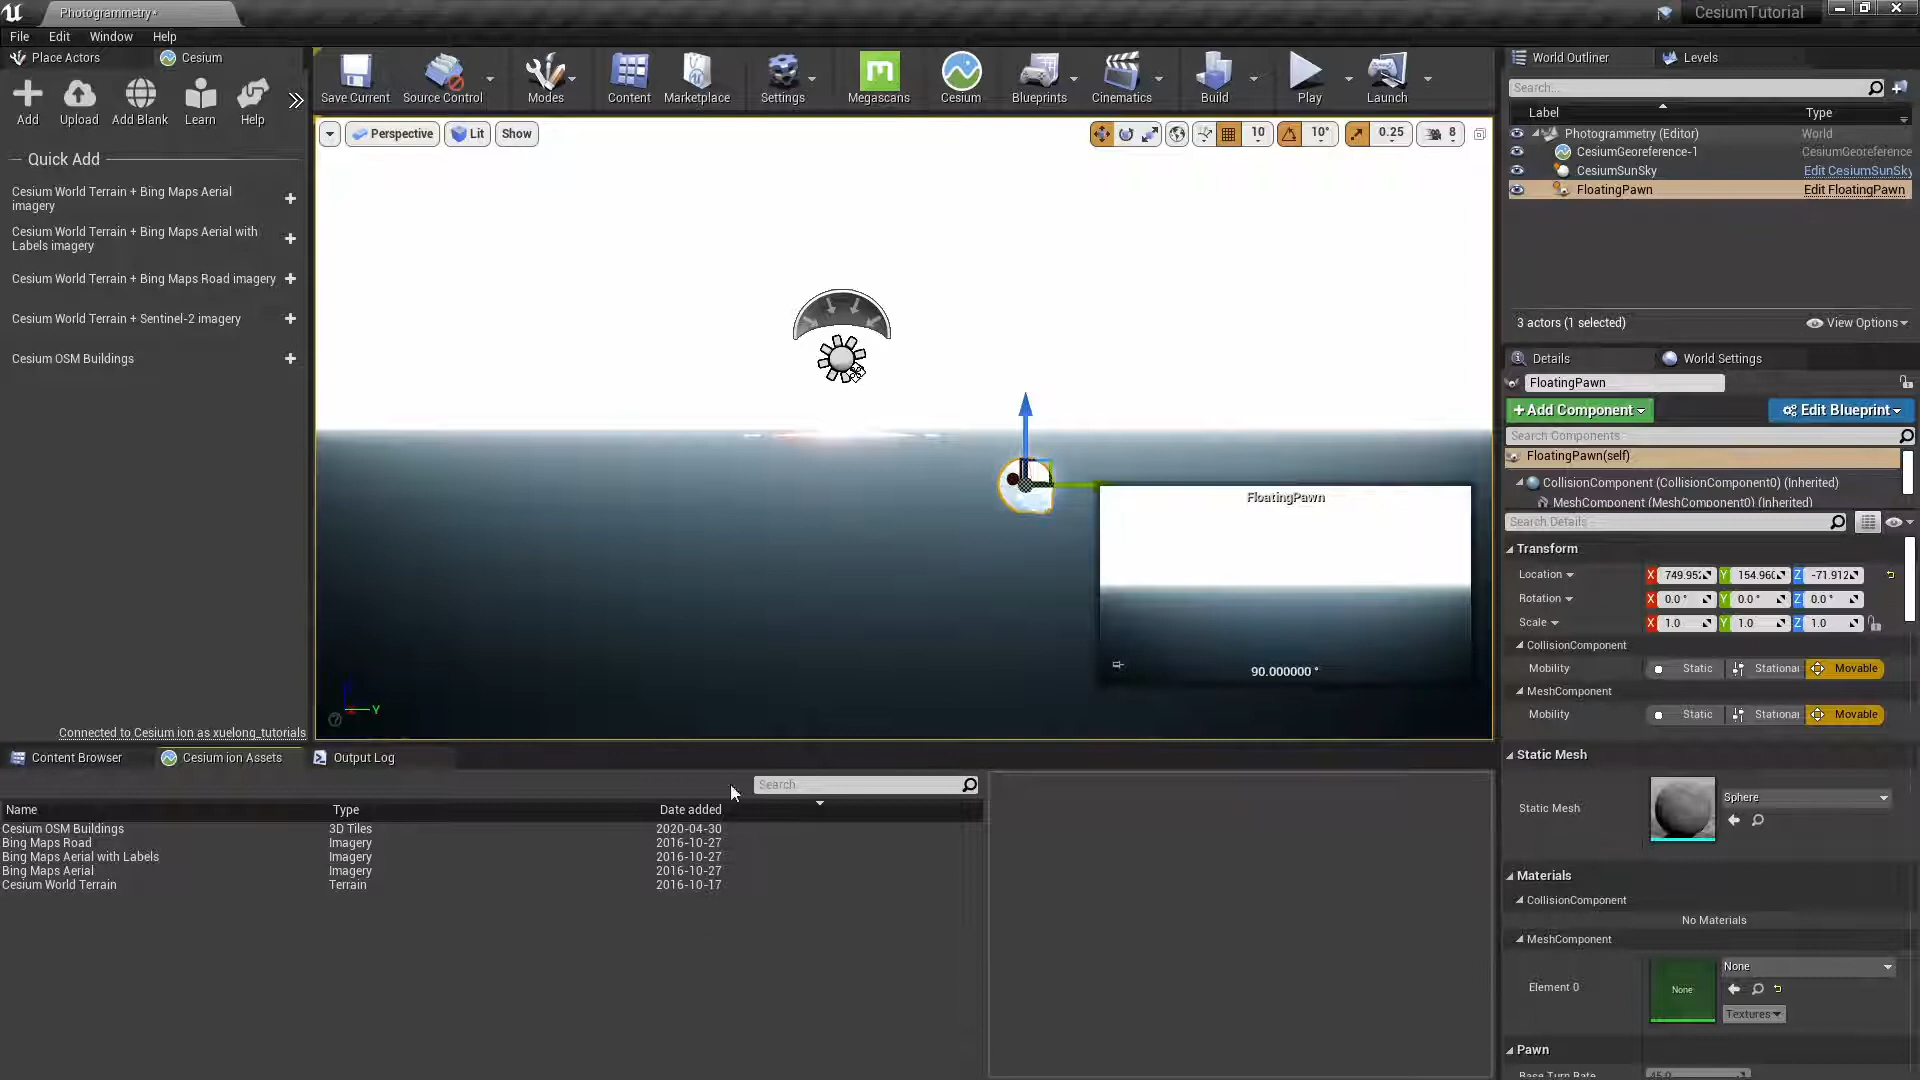 Photogrammetry*
CesiumTutorial
File Edit Window Help
Place Actors Cesium
Add Upload Add Blank Learn Help
Quick Add
Cesium World Terrain + Bing Maps Aerial
imagery
Cesium World Terrain + Bing Maps Aerial with
Labels imagery
Cesium World Terrain + Bing Maps Road imagery
Cesium World Terrain + Sentinel-2 imagery
Cesium OSM Buildings
Connected to Cesium ion as xuelong_tutorials
Save Current Source Control Modes Content Marketplace Settings Megascans Cesium Blueprints Cinematics Build Play Launch
Perspective Lit Show
10 10° 0.25 8
FloatingPawn
90.000000 °
Y
World Outliner Levels
Search...
Label Type
Photogrammetry (Editor) World
CesiumGeoreference-1 CesiumGeoreference
CesiumSunSky Edit CesiumSunSky
FloatingPawn Edit FloatingPawn
3 actors (1 selected) View Options
Details World Settings
FloatingPawn
+Add Component Edit Blueprint
Search Components
FloatingPawn(self)
CollisionComponent (CollisionComponent0) (Inherited)
MeshComponent (MeshComponent0) (Inherited)
Search Details
Transform
Location X 749.95 Y 154.96 Z -71.912
Rotation X 0.0 ° Y 0.0 ° Z 0.0 °
Scale X 1.0 Y 1.0 Z 1.0
CollisionComponent
Mobility Static Stationa Movable
MeshComponent
Mobility Static Stationa Movable
Static Mesh
Static Mesh Sphere
Materials
CollisionComponent
No Materials
MeshComponent
Element 0 None None
Textures
Pawn
Base Turn Rate 45.0
Content Browser Cesium ion Assets Output Log
Search
Name Type Date added
Cesium OSM Buildings 3D Tiles 2020-04-30
Bing Maps Road Imagery 2016-10-27
Bing Maps Aerial with Labels Imagery 2016-10-27
Bing Maps Aerial Imagery 2016-10-27
Cesium World Terrain Terrain 2016-10-17